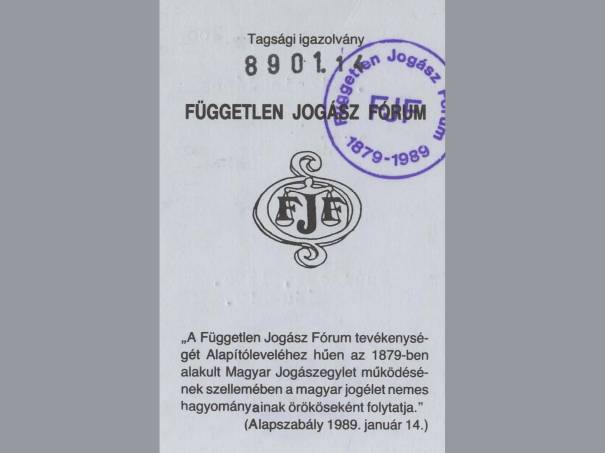 Tagsági igazolvány
8901.14
FÜGGETLEN JOGÁSZ FÓRUM
Független Jogász Fórum
FJF
1879-1989
FJF
„A Független Jogász Fórum tevékenysé-
gét Alapítóleveléhez hűen az 1879-ben
alakult Magyar Jogászegylet működésé-
nek szellemében a magyar jogélet nemes
hagyományainak örököseként folytatja.”
(Alapszabály 1989. január 14.)